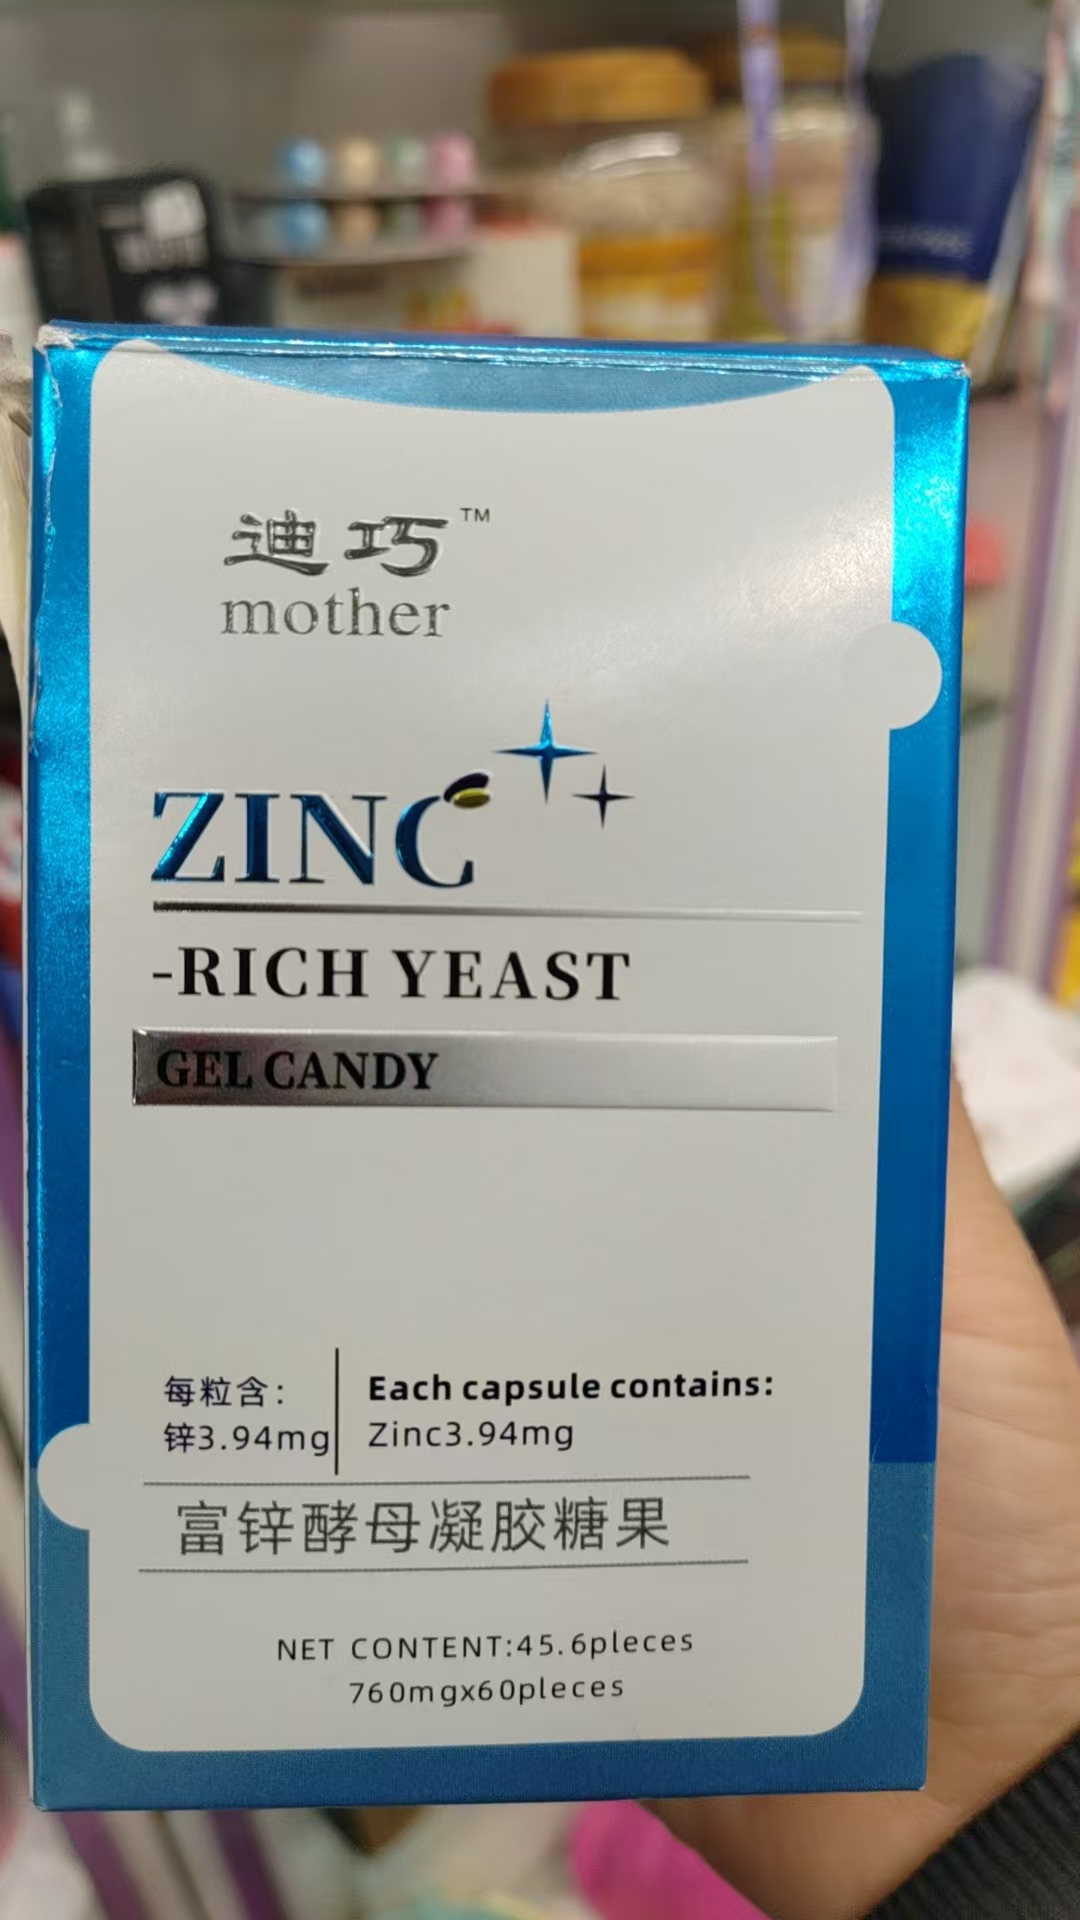 迪巧™
mother
ZINC
-RICH YEAST
GEL CANDY
每粒含：
锌3.94mg
Each capsule contains:
Zinc3.94mg
富锌酵母凝胶糖果
NET CONTENT:45.6pleces
760mgx60pleces